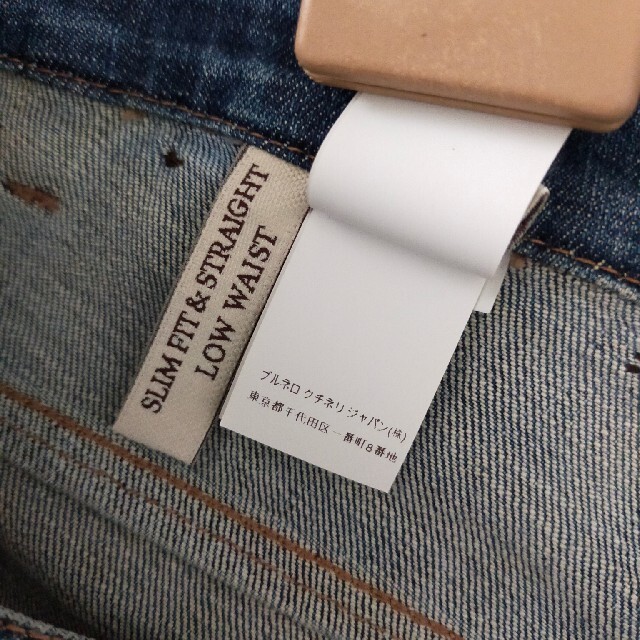 SLIM FIT & STRAIGHT
LOW WAIST
ブルネロ クチネリ ジャパン(株)
東京都千代田区一番町8番地